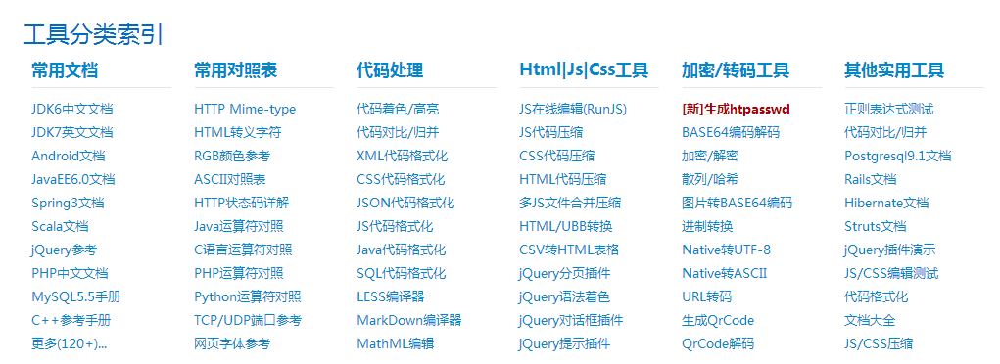 工具分类索引
常用文档 常用对照表 代码处理 Html|Js|Css工具 加密/转码工具 其他实用工具
JDK6中文文档 HTTP Mime-type 代码着色/高亮 JS在线编辑(RunJS) [新]生成htpasswd 正则表达式测试
JDK7英文文档 HTML转义字符 代码对比/归并 JS代码压缩 BASE64编码解码 代码对比/归并
Android文档 RGB颜色参考 XML代码格式化 CSS代码压缩 加密/解密 Postgresql9.1文档
JavaEE6.0文档 ASCII对照表 CSS代码格式化 HTML代码压缩 散列/哈希 Rails文档
Spring3文档 HTTP状态码详解 JSON代码格式化 多JS文件合并压缩 图片转BASE64编码 Hibernate文档
Scala文档 Java运算符对照 JS代码格式化 HTML/UBB转换 进制转换 Struts文档
jQuery参考 C语言运算符对照 Java代码格式化 CSV转HTML表格 Native转UTF-8 jQuery插件演示
PHP中文文档 PHP运算符对照 SQL代码格式化 jQuery分页插件 Native转ASCII JS/CSS编辑测试
MySQL5.5手册 Python运算符对照 LESS编译器 jQuery语法着色 URL转码 代码格式化
C++参考手册 TCP/UDP端口参考 MarkDown编译器 jQuery对话框插件 生成QrCode 文档大全
更多(120+)... 网页字体参考 MathML编辑 jQuery提示插件 QrCode解码 JS/CSS压缩